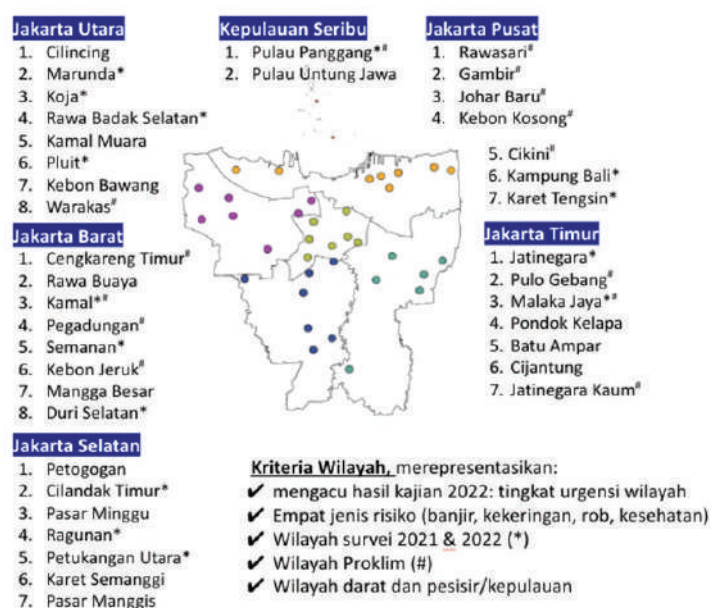 Jakarta Utara
1. Cilincing
2. Marunda*
3. Koja*
4. Rawa Badak Selatan*
5. Kamal Muara
6. Pluit*
7. Kebon Bawang
8. Warakas#
Jakarta Barat
1. Cengkareng Timur#
2. Rawa Buaya
3. Kamal*#
4. Pegadungan#
5. Semanan*
6. Kebon Jeruk#
7. Mangga Besar
8. Duri Selatan*
Jakarta Selatan
1. Petogogan
2. Cilandak Timur*
3. Pasar Minggu
4. Ragunan*
5. Petukangan Utara*
6. Karet Semanggi
7. Pasar Manggis
Kepulauan Seribu
1. Pulau Panggang*#
2. Pulau Untung Jawa
Jakarta Pusat
1. Rawasari#
2. Gambir#
3. Johar Baru#
4. Kebon Kosong#
5. Cikini#
6. Kampung Bali*
7. Karet Tengsin*
Jakarta Timur
1. Jatinegara*
2. Pulo Gebang#
3. Malaka Jaya*#
4. Pondok Kelapa
5. Batu Ampar
6. Cijantung
7. Jatinegara Kaum#
Kriteria Wilayah, merepresentasikan:
✔ mengacu hasil kajian 2022: tingkat urgensi wilayah
✔ Empat jenis risiko (banjir, kekeringan, rob, kesehatan)
✔ Wilayah survei 2021 & 2022 (*)
✔ Wilayah Proklim (#)
✔ Wilayah darat dan pesisir/kepulauan